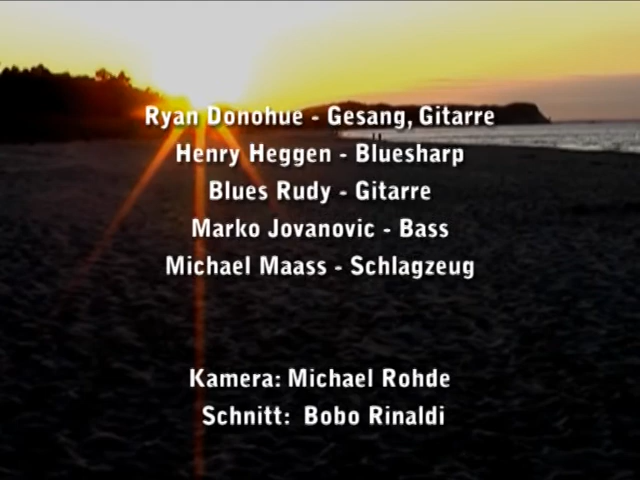 Ryan Donohue - Gesang, Gitarre
Henry Heggen - Bluesharp
Blues Rudy - Gitarre
Marko Jovanovic - Bass
Michael Maass - Schlagzeug
Kamera: Michael Rohde
Schnitt: Bobo Rinaldi